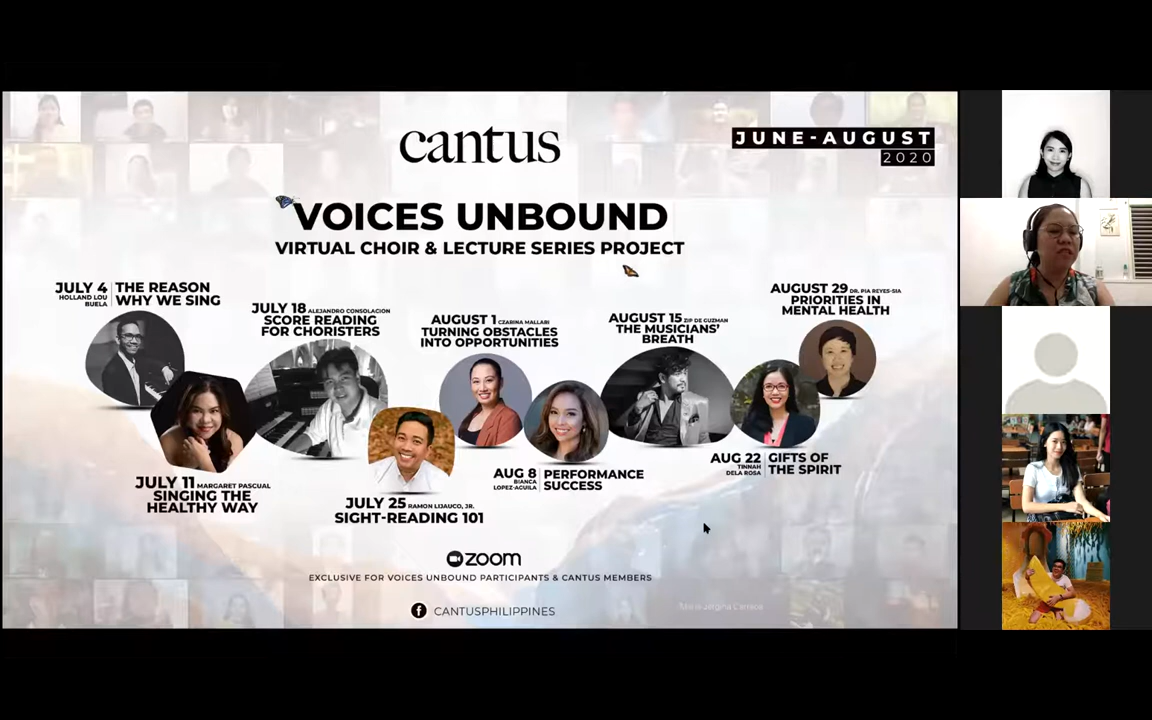 cantus
JUNE-AUGUST
2020
VOICES UNBOUND
VIRTUAL CHOIR & LECTURE SERIES PROJECT
JULY 4
HOLLAND LOU
BUELA
THE REASON
WHY WE SING
JULY 18 ALEJANDRO CONSOLACION
SCORE READING
FOR CHORISTERS
AUGUST 1 CZARINA MALLARI
TURNING OBSTACLES
INTO OPPORTUNITIES
AUGUST 15 ZIP DE GUZMAN
THE MUSICIANS'
BREATH
AUGUST 29 DR. PIA REYES-SIA
PRIORITIES IN
MENTAL HEALTH
JULY 11 MARGARET PASCUAL
SINGING THE
HEALTHY WAY
JULY 25 RAMON LIJAUCO, JR.
SIGHT-READING 101
AUG 8
BIANCA
LOPEZ-AGUILA
PERFORMANCE
SUCCESS
AUG 22
TINNAH
DELA ROSA
GIFTS OF
THE SPIRIT
zoom
EXCLUSIVE FOR VOICES UNBOUND PARTICIPANTS & CANTUS MEMBERS
CANTUSPHILIPPINES